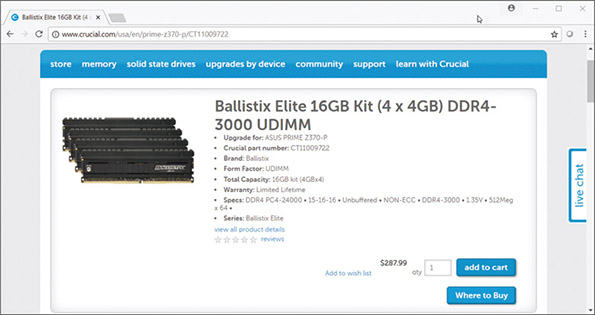 Ballistix Elite 16GB Kit (4 x
www.crucial.com/usa/en/prime-z370-p/CT11009722
store memory solid state drives upgrades by device community support learn with Crucial
Ballistix Elite 16GB Kit (4 x 4GB) DDR4-
3000 UDIMM
• Upgrade for: ASUS PRIME Z370-P
• Crucial part number: CT11009722
• Brand: Ballistix
• Form Factor: UDIMM
• Total Capacity: 16GB kit (4GBx4)
• Warranty: Limited Lifetime
• Specs: DDR4 PC4-24000 • 15-16-16 • Unbuffered • NON-ECC • DDR4-3000 • 1.35V • 512Meg
x 64 •
• Series: Ballistix Elite
view all product details
reviews
live chat
$287.99
Add to wish list qty 1 add to cart
Where to Buy